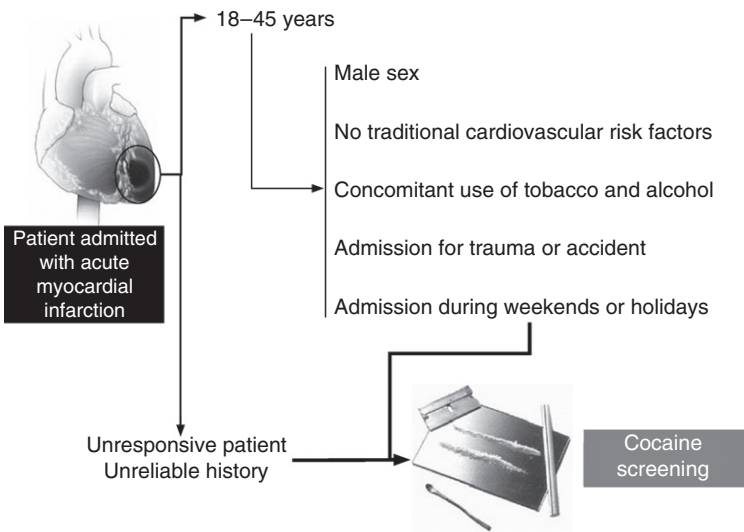 18–45 years
Male sex
No traditional cardiovascular risk factors
Concomitant use of tobacco and alcohol
Admission for trauma or accident
Admission during weekends or holidays
Patient admitted
with acute
myocardial
infarction
Unresponsive patient
Unreliable history
Cocaine
screening